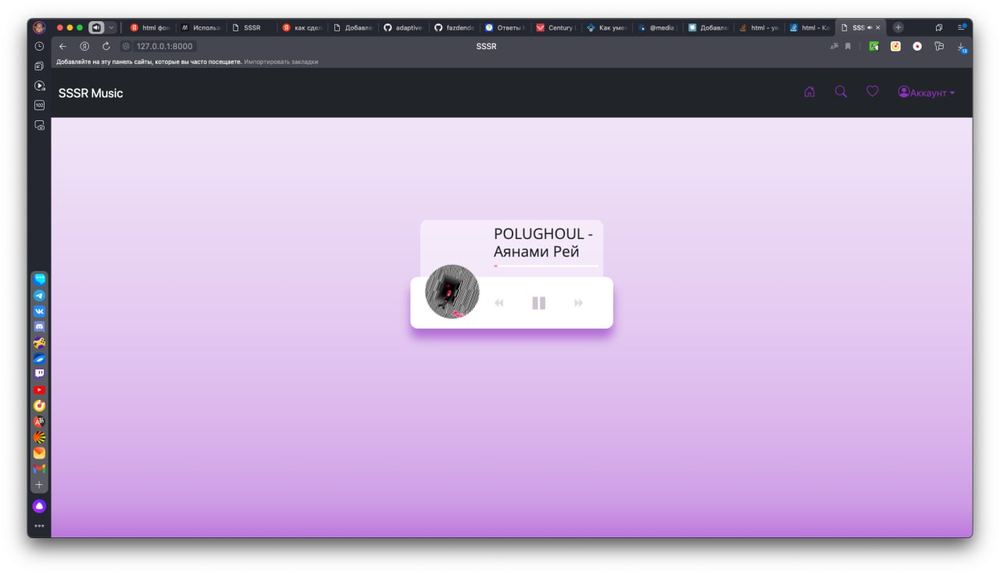 html фон
Использ
SSSR
как сдел
Добавле
adaptive-
fazdende
Ответы
Century
Как умен
@media
Добавле
html - ув
html - Ка
SSS
127.0.0.1:8000
SSSR
Добавляйте на эту панель сайты, которые вы часто посещаете. Импортировать закладки
102
13
SSSR Music
Аккаунт
POLUGHOUL -
Аянами Рей